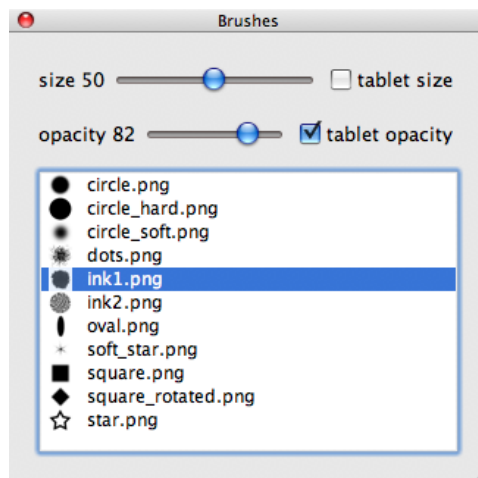 Brushes
size 50 tablet size
opacity 82 tablet opacity
circle.png
circle_hard.png
circle_soft.png
dots.png
ink1.png
ink2.png
oval.png
soft_star.png
square.png
square_rotated.png
star.png